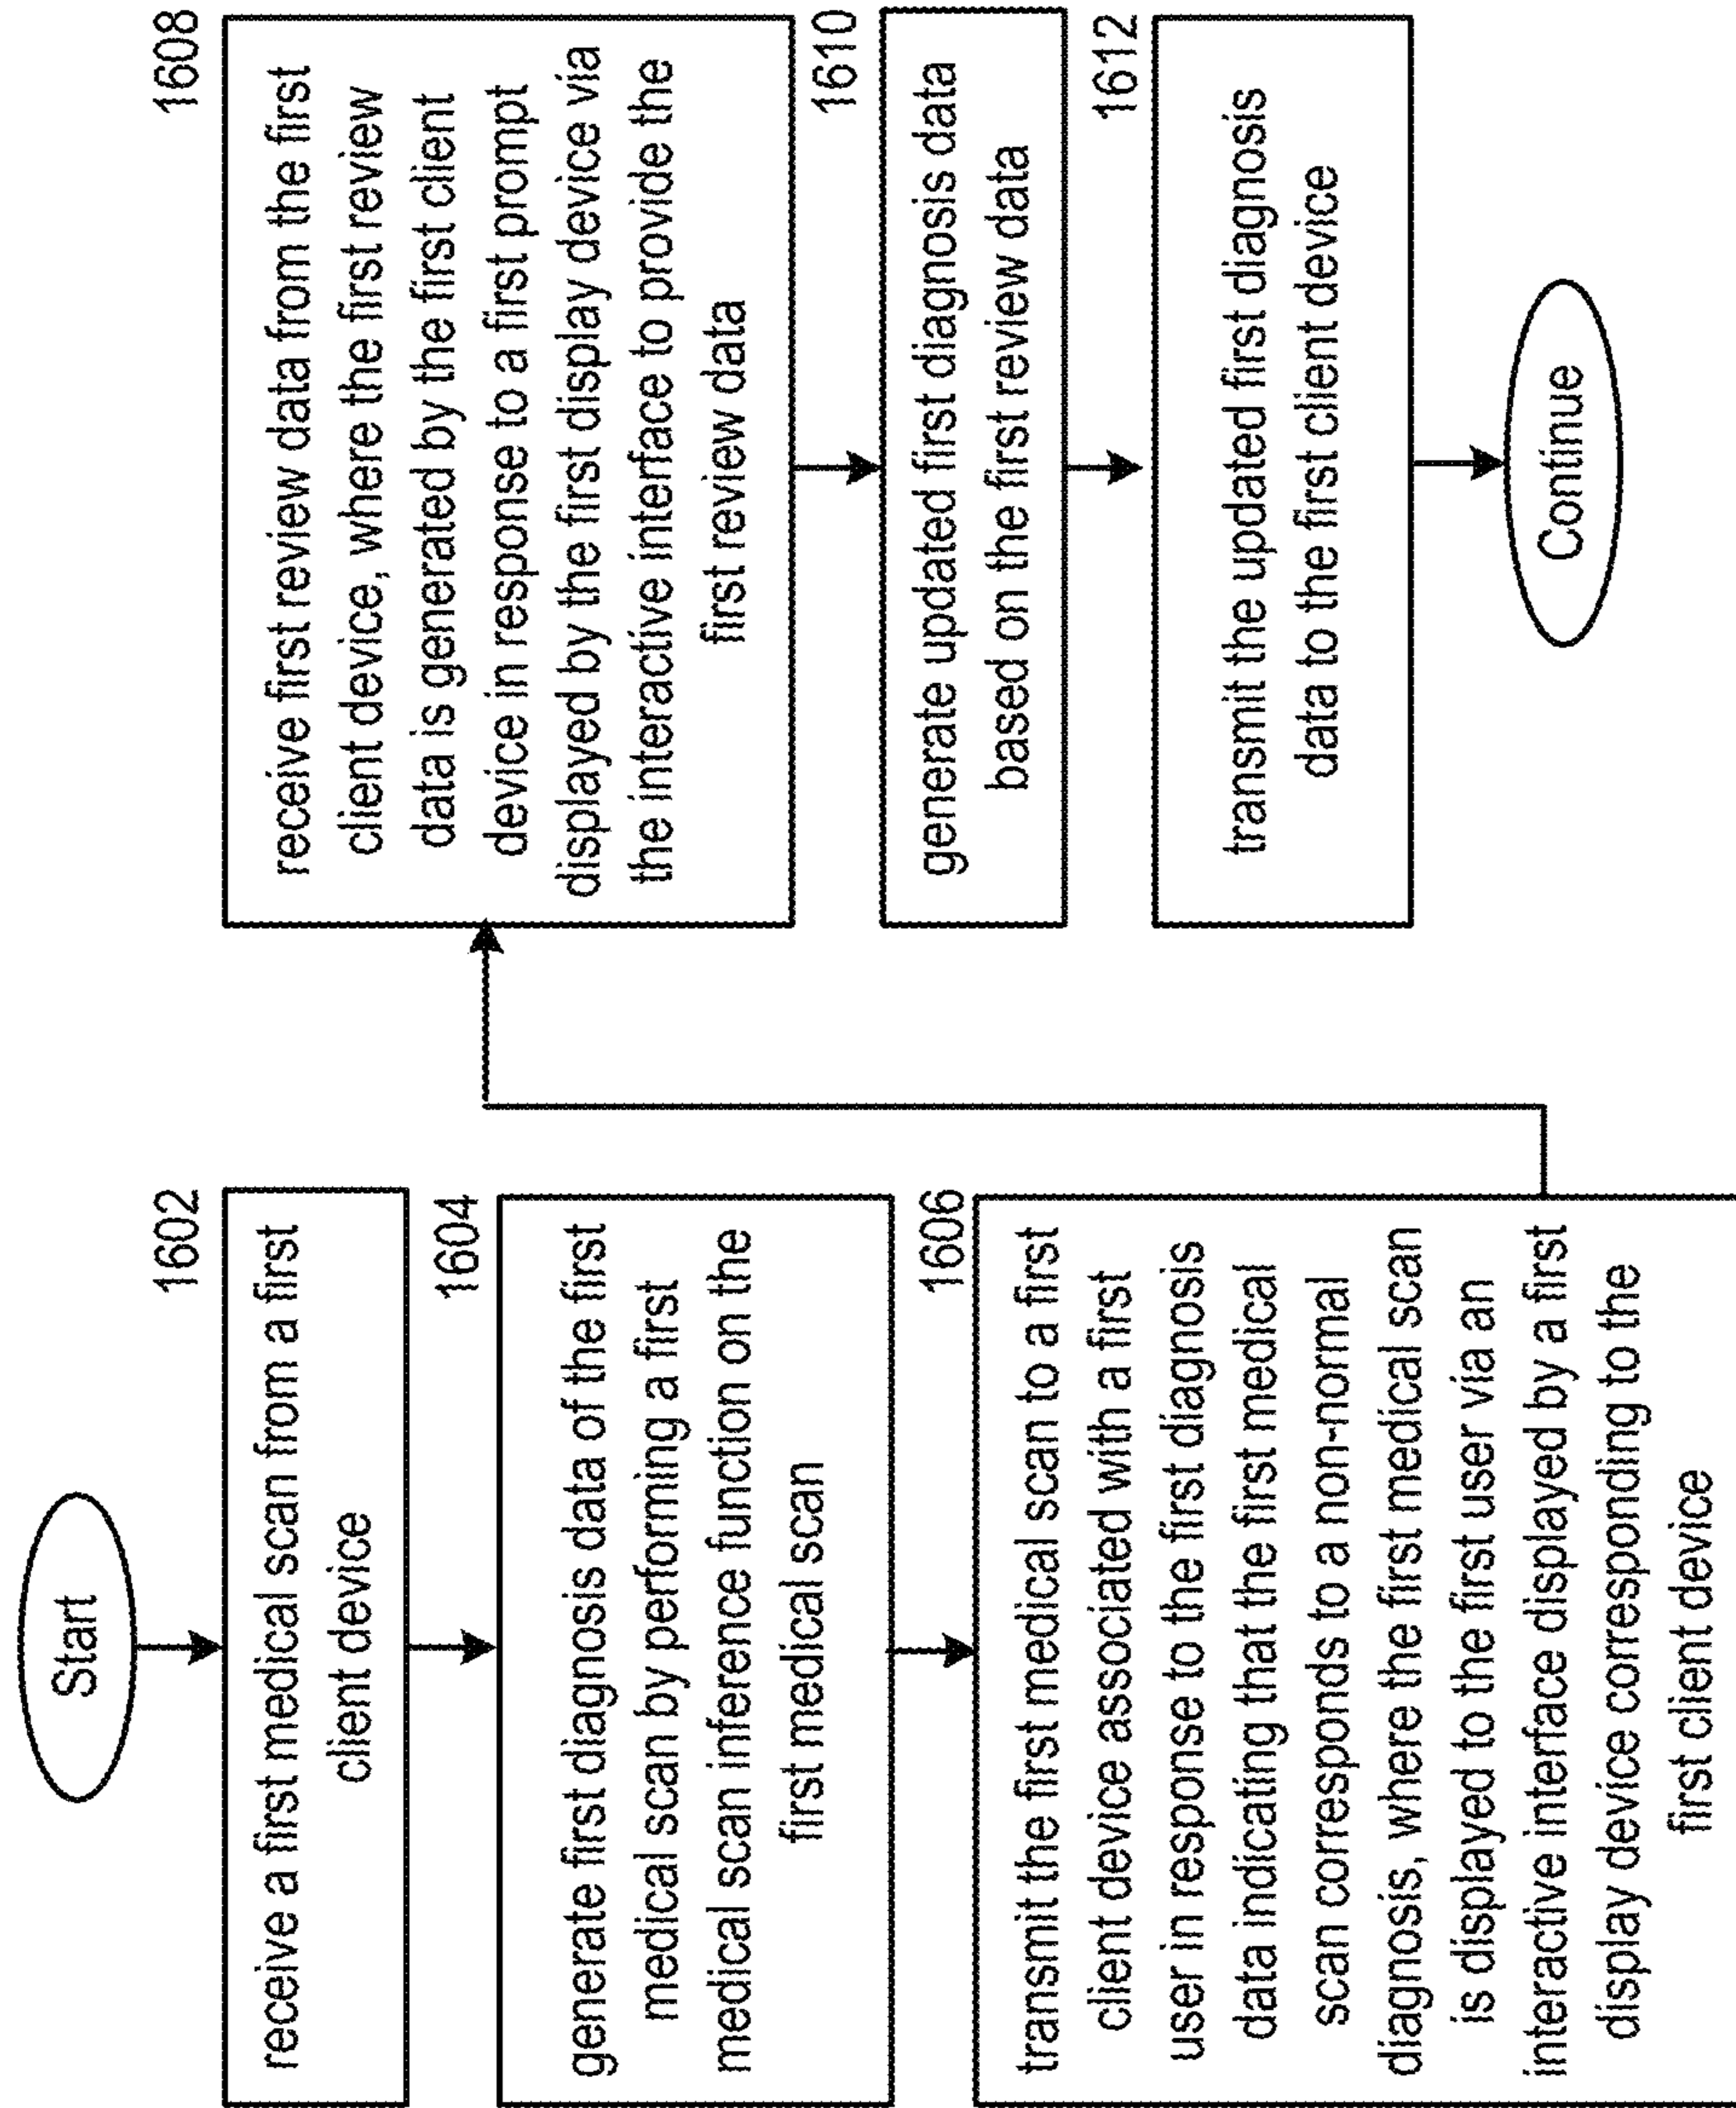 Start
1602
receive a first medical scan from a first
client device
1604
generate first diagnosis data of the first
medical scan by performing a first
medical scan inference function on the
first medical scan
1606
transmit the first medical scan to a first
client device associated with a first
user in response to the first diagnosis
data indicating that the first medical
scan corresponds to a non-normal
diagnosis, where the first medical scan
is displayed to the first user via an
interactive interface displayed by a first
display device corresponding to the
first client device
1608
receive first review data from the first
client device, where the first review
data is generated by the first client
device in response to a first prompt
displayed by the first display device via
the interactive interface to provide the
first review data
1610
generate updated first diagnosis data
based on the first review data
1612
transmit the updated first diagnosis
data to the first client device
Continue